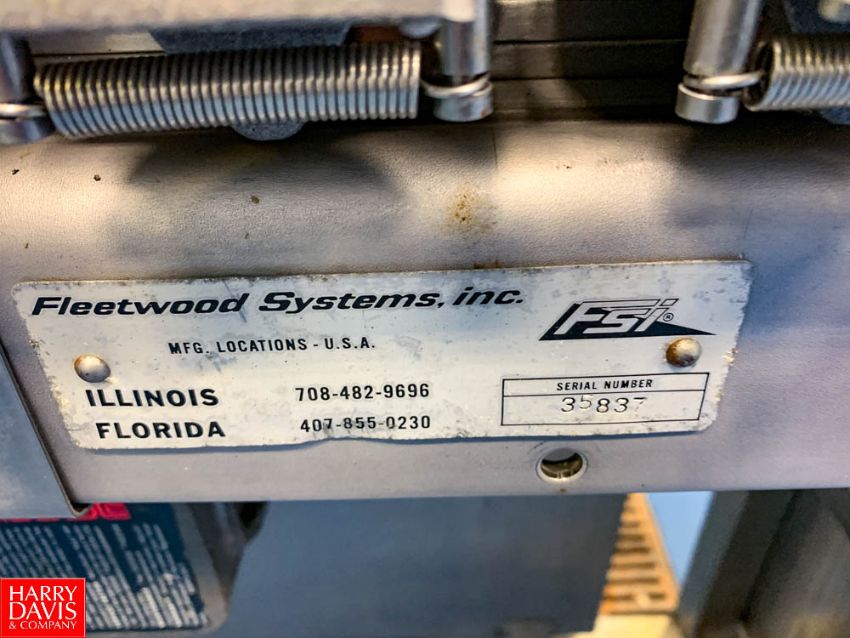 Fleetwood Systems, inc.
FSi®
MFG. LOCATIONS - U.S.A.
ILLINOIS 708-482-9696
FLORIDA 407-855-0230
SERIAL NUMBER
35837
HARRY
DAVIS
& COMPANY